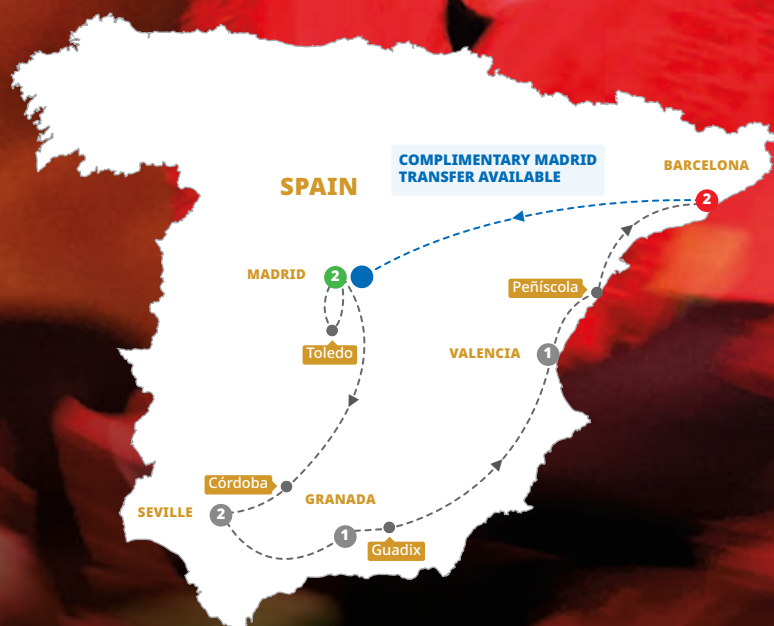 COMPLIMENTARY MADRID
TRANSFER AVAILABLE
BARCELONA
2
SPAIN
MADRID
2
Peñíscola
Toledo
VALENCIA
1
Córdoba
GRANADA
SEVILLE
2
1
Guadix